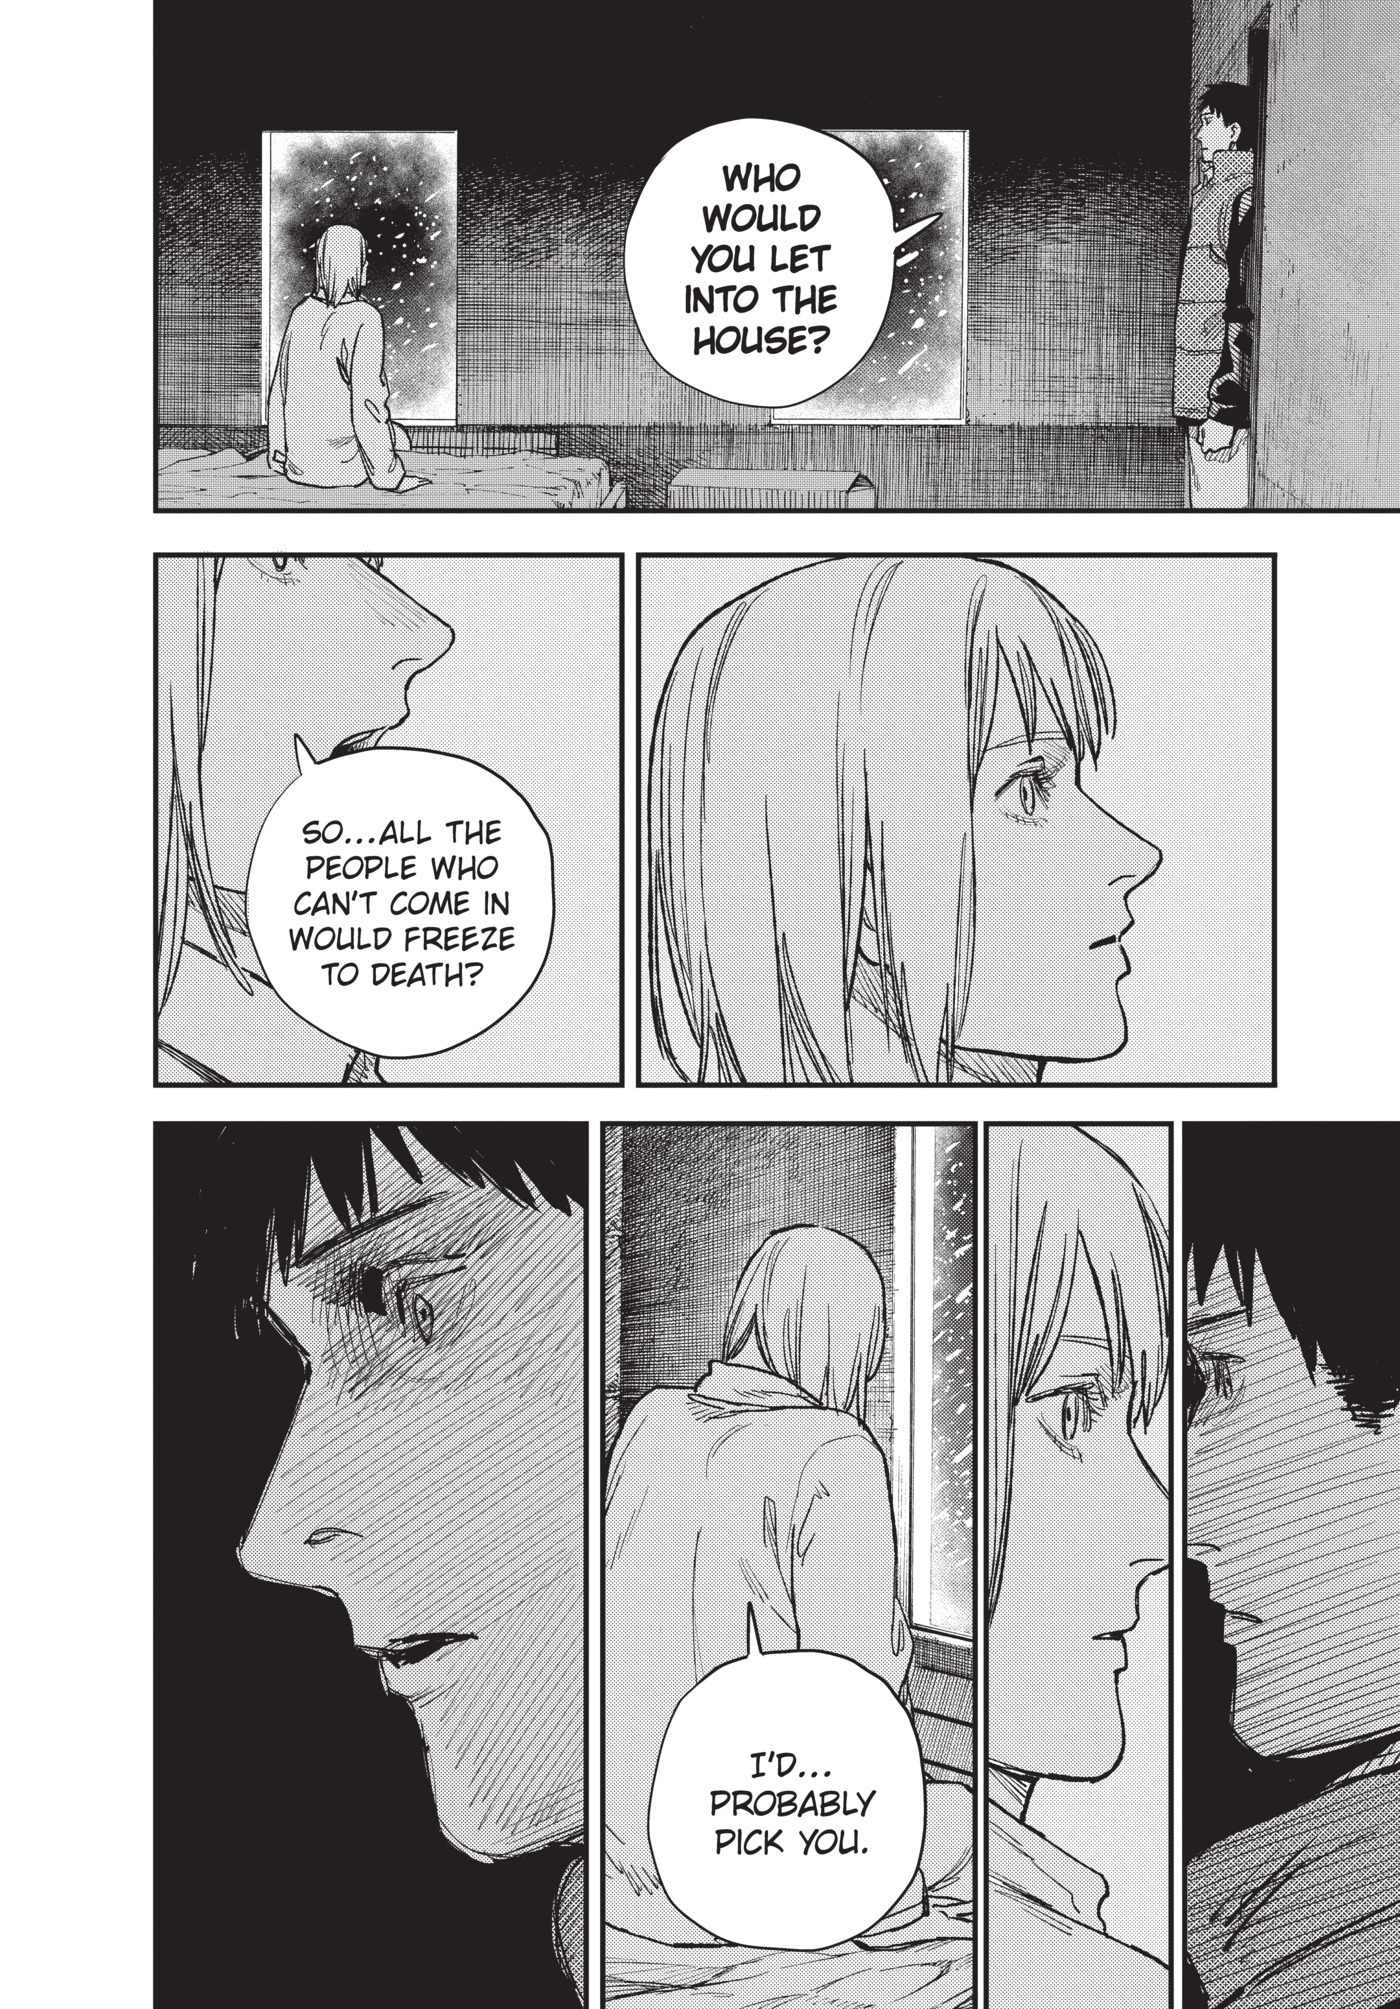 WHO
WOULD
YOU LET
INTO THE
HOUSE?
SO...ALL THE
PEOPLE WHO
CAN'T COME IN
WOULD FREEZE
TO DEATH?
I'D...
PROBABLY
PICK YOU.